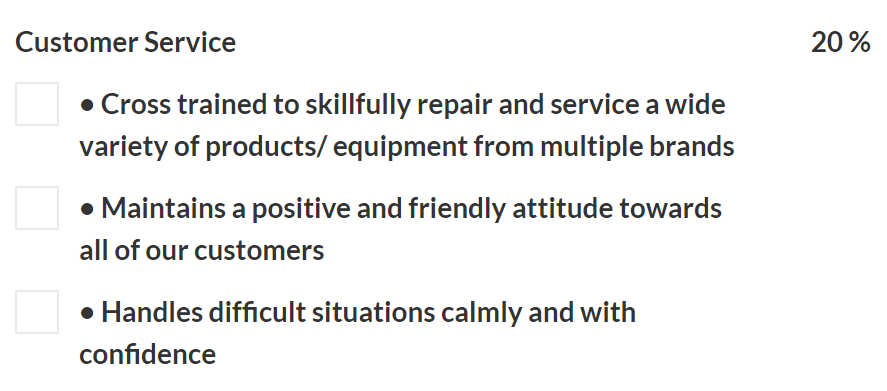 Customer Service 20 %
• Cross trained to skillfully repair and service a wide
variety of products/ equipment from multiple brands
• Maintains a positive and friendly attitude towards
all of our customers
• Handles difficult situations calmly and with
confidence